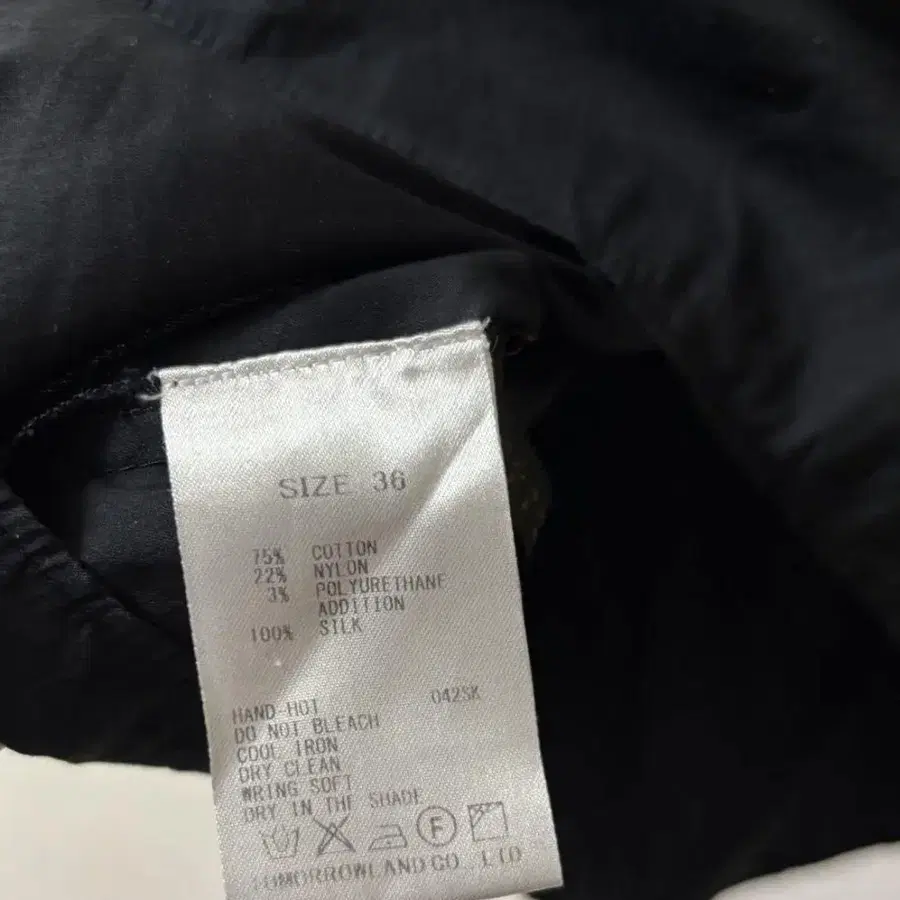 SIZE 36
75% COTTON
22% NYLON
3% POLYURETHANE
ADDITION
100% SILK
042SK
HAND-HOT
DO NOT BLEACH
COOL IRON
DRY CLEAN
WRING SOFT
DRY IN THE SHADE
F
TOMORROWLAND CO., LTD